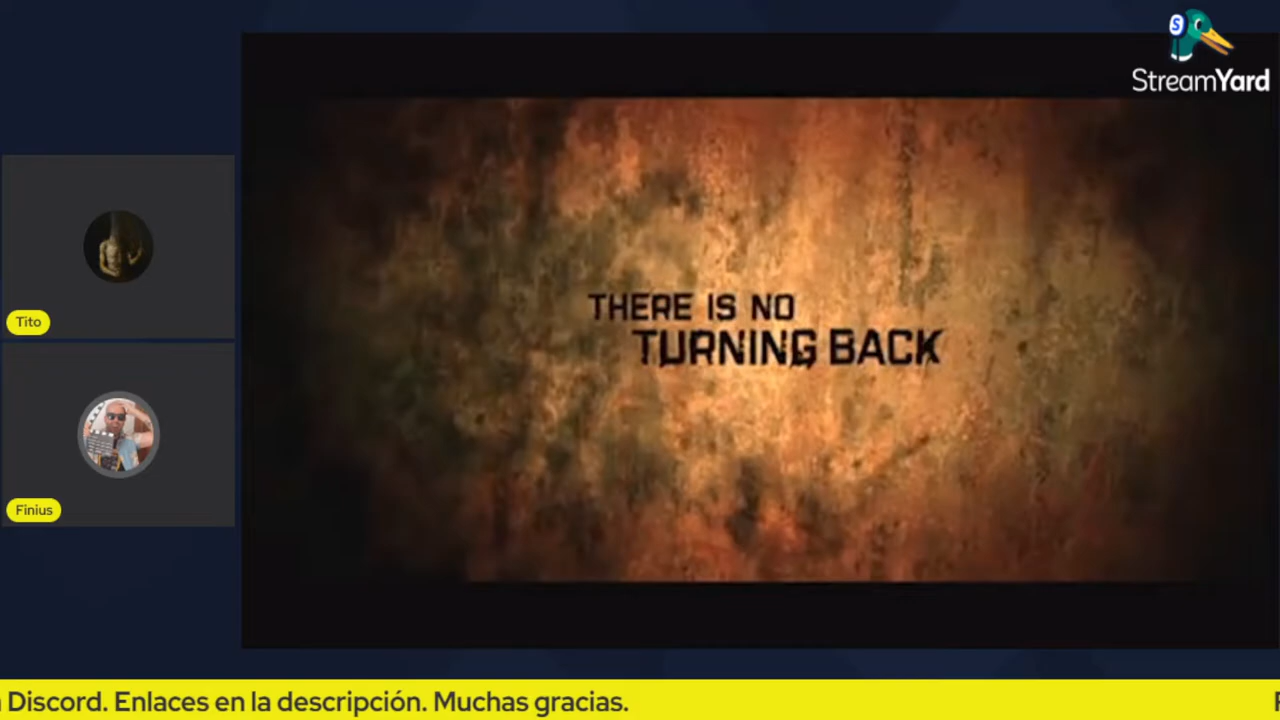 S
StreamYard
THERE IS NO
TURNING BACK
Tito
Finius
Discord. Enlaces en la descripción. Muchas gracias.